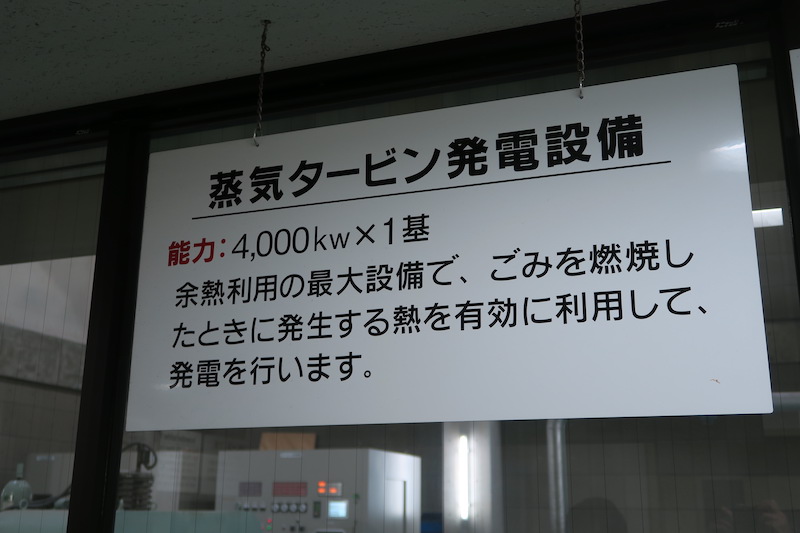 蒸気タービン発電設備
能力：4,000kw×1基
余熱利用の最大設備で、ごみを燃焼し
たときに発生する熱を有効に利用して、
発電を行います。